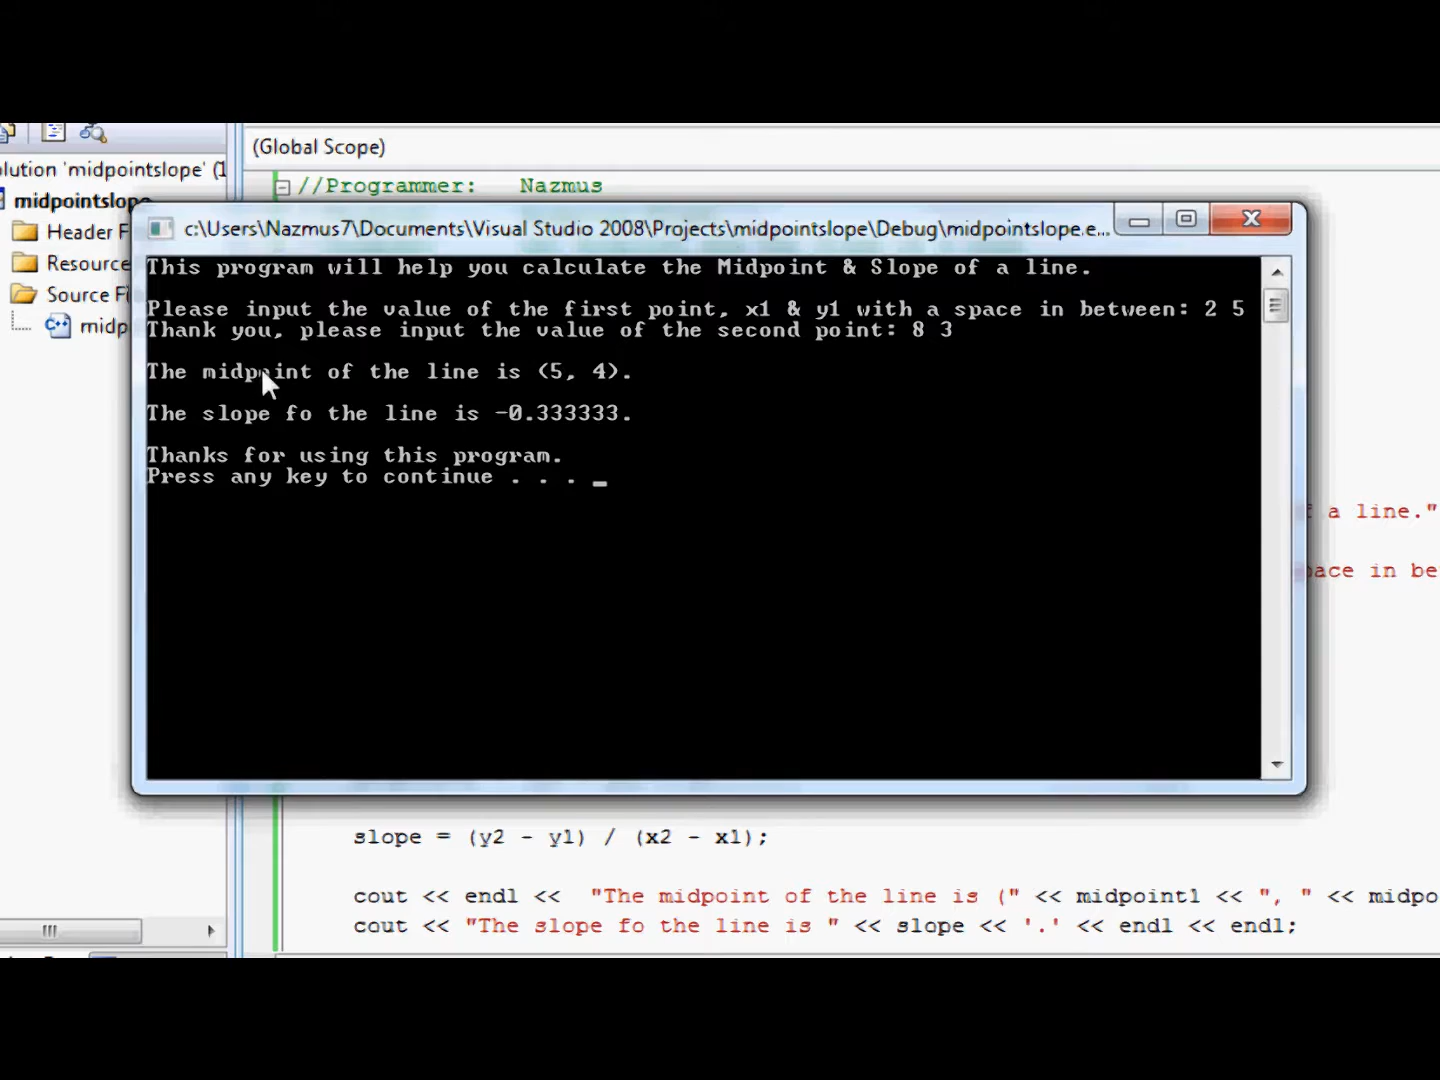 (Global Scope)
olution 'midpointslope' (1
//Programmer:   Nazmus
midpointslope
c:\Users\Nazmus7\Documents\Visual Studio 2008\Projects\midpointslope\Debug\midpointslope.e...
Header F
Resource
Source Fi
midp
This program will help you calculate the Midpoint & Slope of a line.
Please input the value of the first point, x1 & y1 with a space in between: 2 5
Thank you, please input the value of the second point: 8 3
The midpoint of the line is (5, 4).
The slope fo the line is -0.333333.
Thanks for using this program.
Press any key to continue . . . _
f a line."
pace in be
slope = (y2 - y1) / (x2 - x1);
cout << endl <<  "The midpoint of the line is (" << midpoint1 << ", " << midpo
cout << "The slope fo the line is " << slope << '.' << endl << endl;